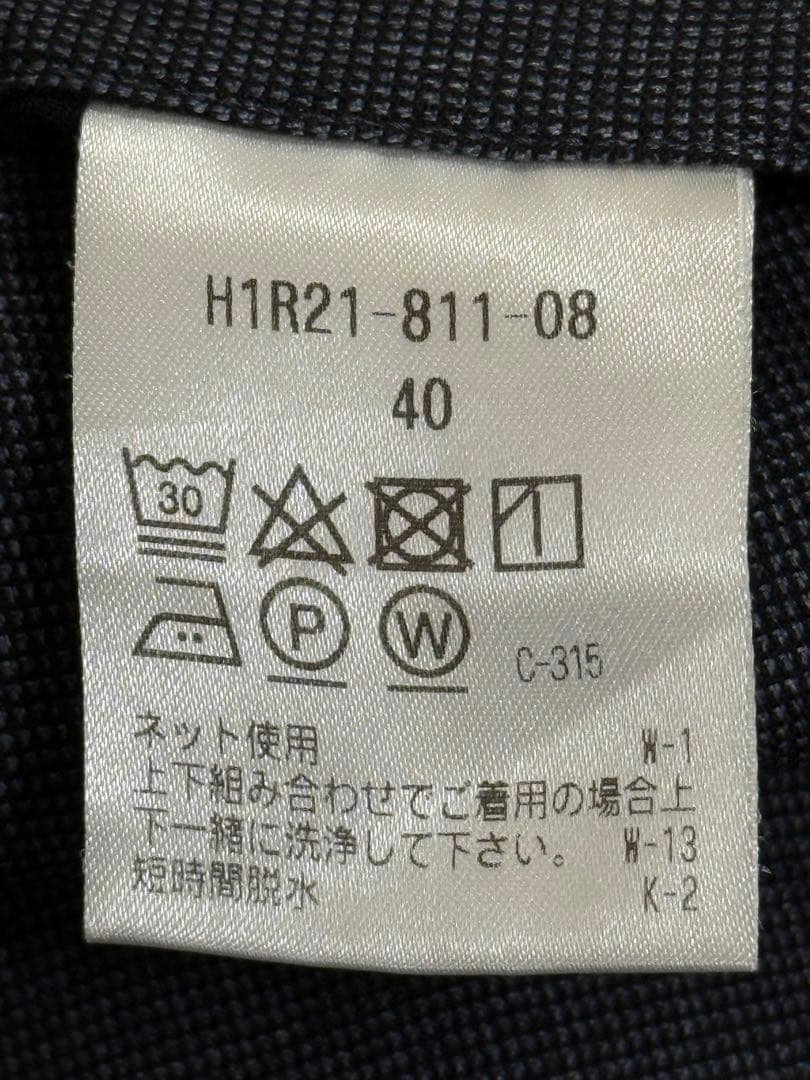 H1R21-811-08
40
30
P W C-315
ネット使用 W-1
上下組み合わせでご着用の場合上
下一緒に洗浄して下さい。 W-13
短時間脱水 K-2